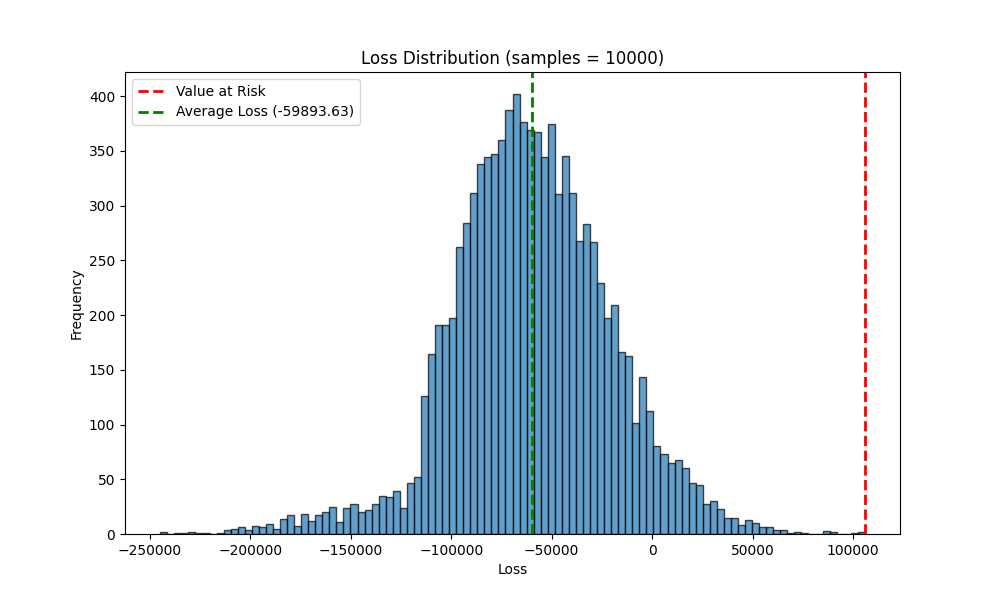 Loss Distribution (samples = 10000)
Value at Risk
Average Loss (-59893.63)
400
350
300
250
200
150
100
50
0
Frequency
−250000 −200000 −150000 −100000 −50000 0 50000 100000
Loss